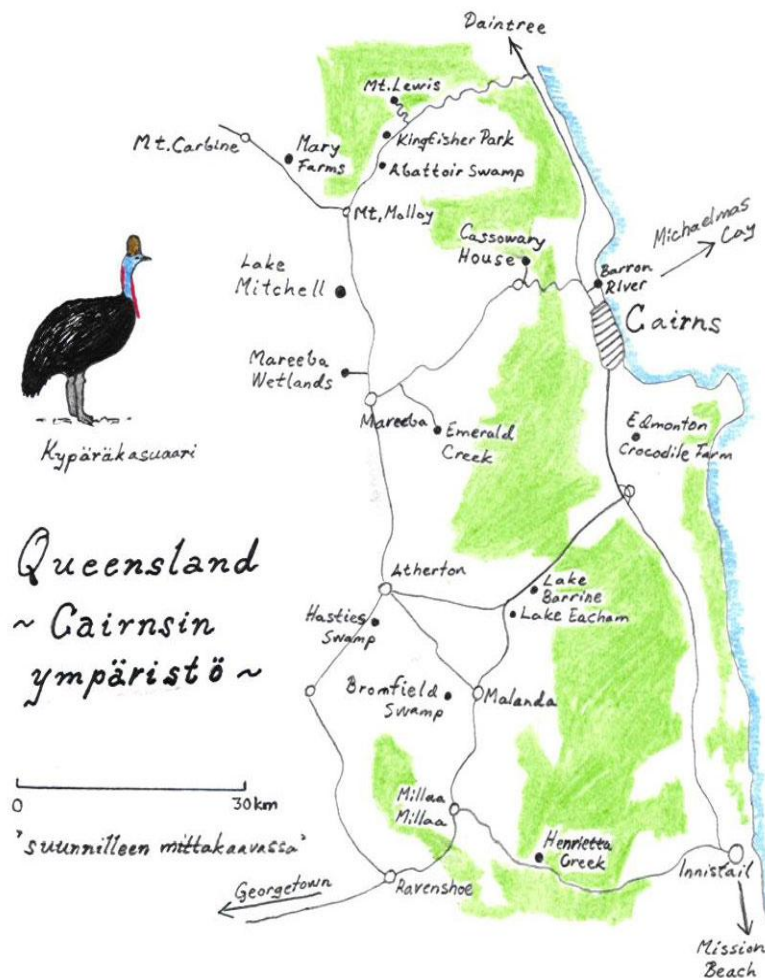 Daintree
Mt. Lewis
Mt. Carbine
Mary
Farms
Kingfisher Park
Abattoir Swamp
Mt. Molloy
Cassowary
House
Michaelmas
Cay
Lake
Mitchell
Barron
River
Cairns
Mareeba
Wetlands
Mareeba
Emerald
Creek
Edmonton
Crocodile Farm
Kypäräkasuaari
Queensland
~ Cairnsin
ympäristö ~
Atherton
Lake
Barrine
Lake Eacham
Hasties
Swamp
Bromfield
Swamp
Malanda
0 30 km
'suunnilleen mittakaavassa'
Millaa
Millaa
Henrietta
Creek
Innisfail
Georgetown
Ravenshoe
Mission
Beach